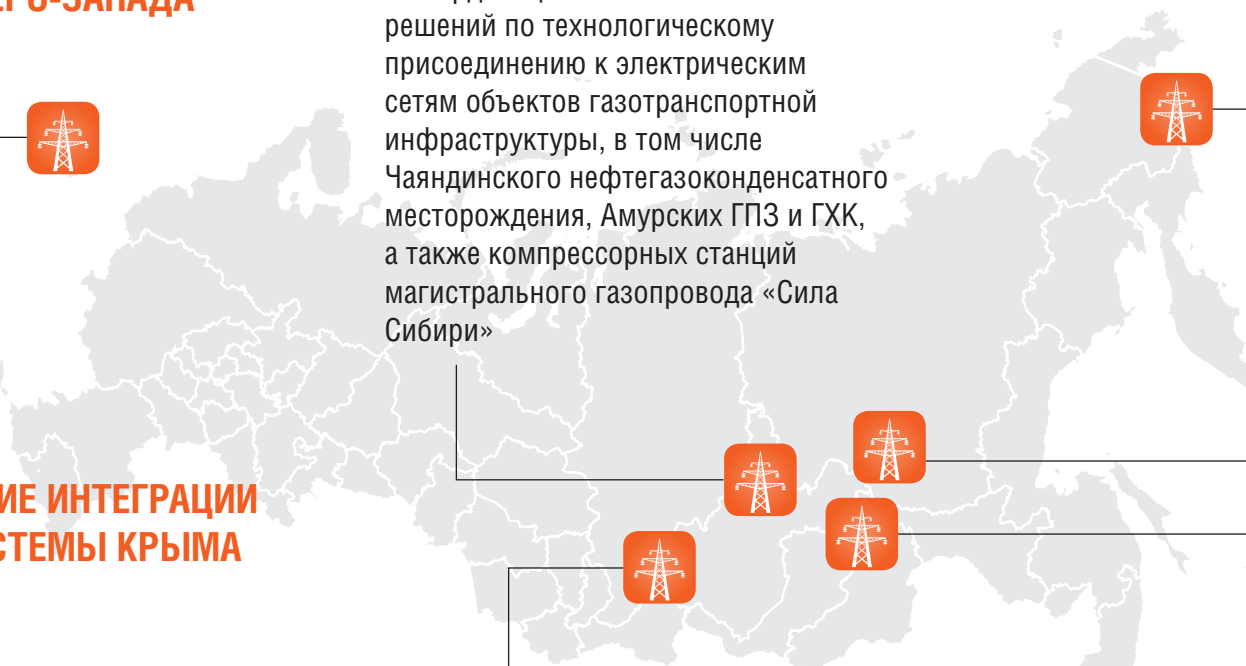 решений по технологическому
присоединению к электрическим
сетям объектов газотранспортной
инфраструктуры, в том числе
Чаяндинского нефтегазоконденсатного
месторождения, Амурских ГПЗ и ГХК,
а также компрессорных станций
магистрального газопровода «Сила
Сибири»
ИЕ ИНТЕГРАЦИИ
СТЕМЫ КРЫМА